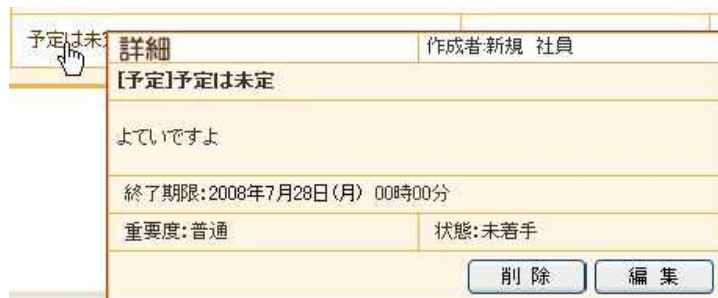 予定は未
詳細 作成者:新規 社員
[予定]予定は未定
よていですよ
終了期限:2008年7月28日(月) 00時00分
重要度:普通 状態:未着手
削 除 編 集